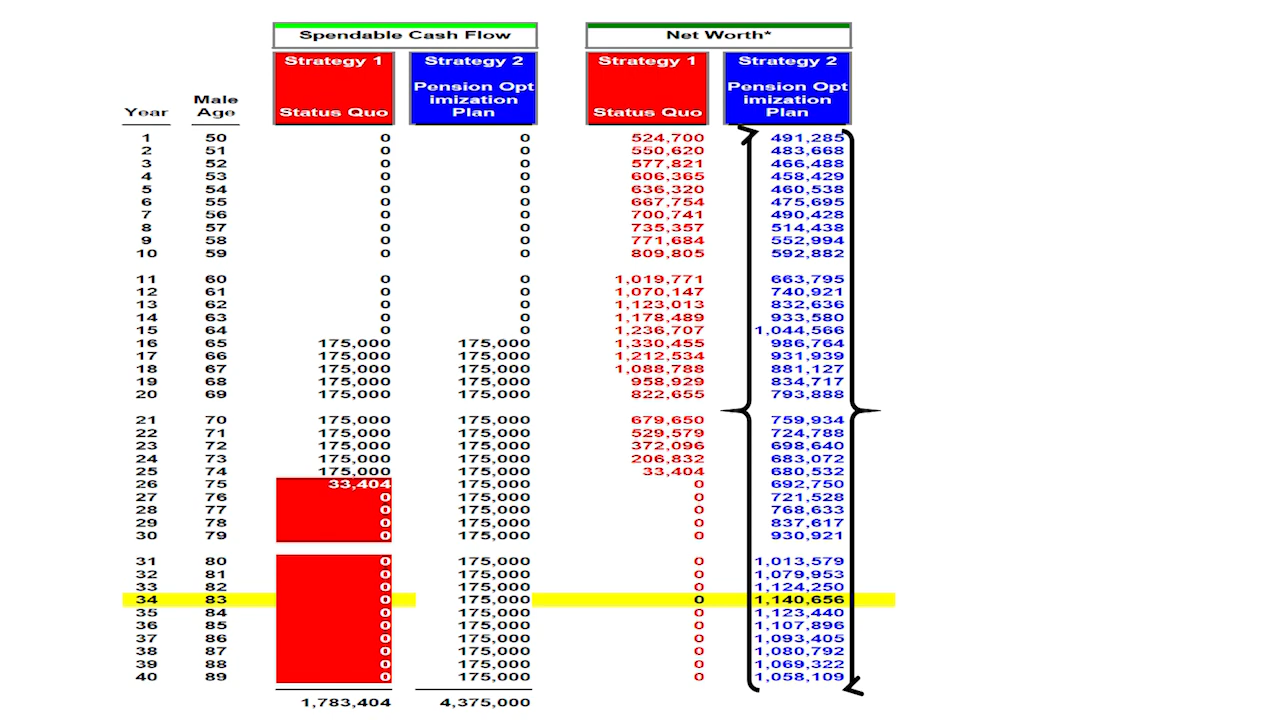 Spendable Cash Flow Net Worth*
Strategy 1 Strategy 2 Strategy 1 Strategy 2
Pension Opt Pension Opt
Male imization imization
Year Age Status Quo Plan Status Quo Plan
1 50 0 0 524,700 491,285
2 51 0 0 550,620 483,668
3 52 0 0 577,821 466,488
4 53 0 0 606,365 458,429
5 54 0 0 636,320 460,538
6 55 0 0 667,754 475,695
7 56 0 0 700,741 490,428
8 57 0 0 735,357 514,438
9 58 0 0 771,684 552,994
10 59 0 0 809,805 592,882
11 60 0 0 1,019,771 663,795
12 61 0 0 1,070,147 740,921
13 62 0 0 1,123,013 832,636
14 63 0 0 1,178,489 933,580
15 64 0 0 1,236,707 1,044,566
16 65 175,000 175,000 1,330,455 986,764
17 66 175,000 175,000 1,212,534 931,939
18 67 175,000 175,000 1,088,788 881,127
19 68 175,000 175,000 958,929 834,717
20 69 175,000 175,000 822,655 793,888
21 70 175,000 175,000 679,650 759,934
22 71 175,000 175,000 529,579 724,788
23 72 175,000 175,000 372,096 698,640
24 73 175,000 175,000 206,832 683,072
25 74 175,000 175,000 33,404 680,532
26 75 33,404 175,000 0 692,750
27 76 0 175,000 0 721,528
28 77 0 175,000 0 768,633
29 78 0 175,000 0 837,617
30 79 0 175,000 0 930,921
31 80 0 175,000 0 1,013,579
32 81 0 175,000 0 1,079,953
33 82 0 175,000 0 1,124,250
34 83 0 175,000 0 1,140,656
35 84 0 175,000 0 1,123,440
36 85 0 175,000 0 1,107,896
37 86 0 175,000 0 1,093,405
38 87 0 175,000 0 1,080,792
39 88 0 175,000 0 1,069,322
40 89 0 175,000 0 1,058,109
1,783,404 4,375,000